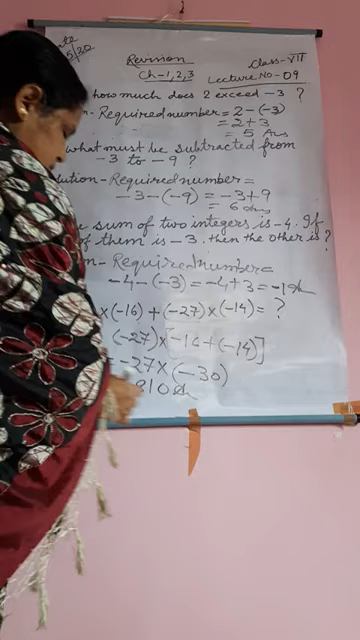 Revision
Class-VII
Ch-1,2,3
Lecture No-09
how much does 2 exceed -3 ?
Required number = 2-(-3)
= 2+3
= 5 Ans
what must be subtracted from
-3 to -9 ?
Required number =
-3-(-9) = -3+9
= 6 Ans
sum of two integers is -4. If
of them is -3. then the other is?
Required number =
-4-(-3) = -4+3 = -1
×(-16) + (-27)×(-14) = ?
(-27)×[-16+(-14)]
-27×(-30)
810